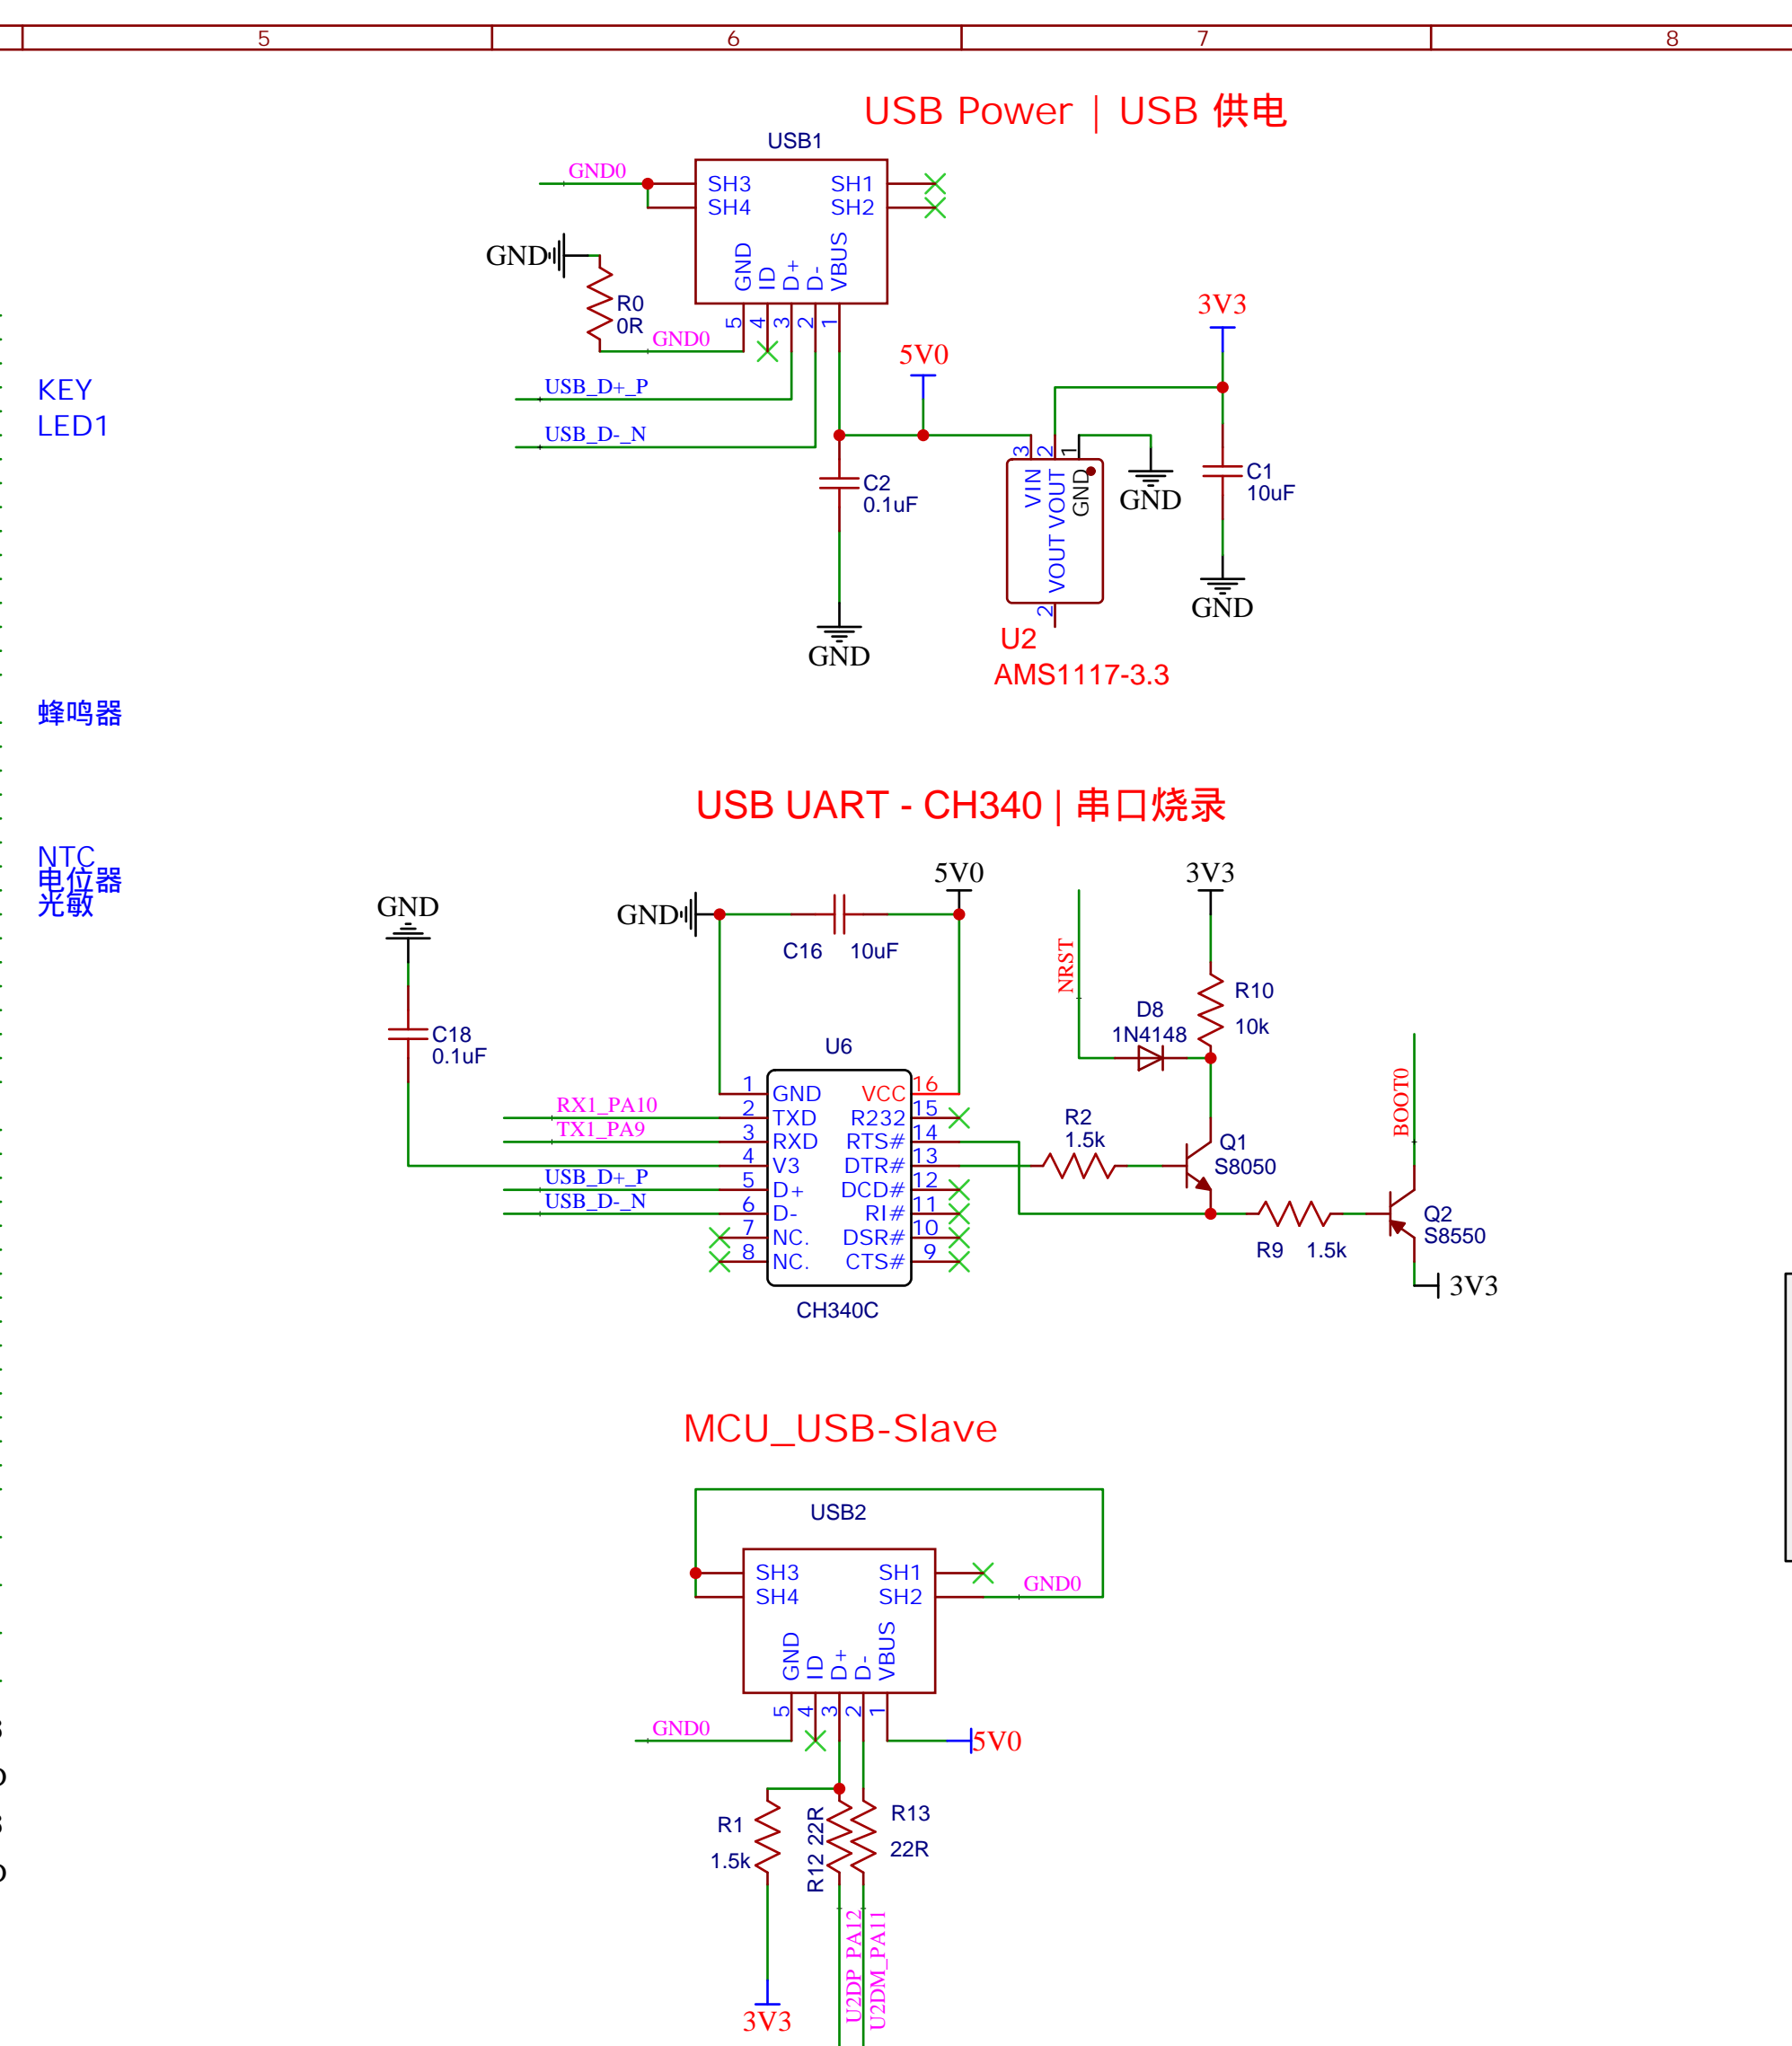 5
6
7
8
USB Power | USB 供电
USB1
GND0
SH3
SH4
SH1
SH2
GND
ID
D+
D-
VBUS
5
4
3
2
1
GND
R0
0R
GND0
USB_D+_P
USB_D-_N
5V0
3V3
C2
0.1uF
GND
3
2
1
VIN
VOUT VOUT
GND
2
GND
C1
10uF
GND
U2
AMS1117-3.3
KEY
LED1
蜂鸣器
NTC
电位器
光敏
USB UART - CH340 | 串口烧录
GND
C18
0.1uF
GND
C16
10uF
5V0
3V3
NRST
D8
1N4148
R10
10k
U6
1
GND
VCC
16
RX1_PA10
2
TXD
R232
15
TX1_PA9
3
RXD
RTS#
14
4
V3
DTR#
13
USB_D+_P
5
D+
DCD#
12
USB_D-_N
6
D-
RI#
11
7
NC.
DSR#
10
8
NC.
CTS#
9
CH340C
R2
1.5k
Q1
S8050
BOOT0
R9
1.5k
Q2
S8550
3V3
MCU_USB-Slave
USB2
SH3
SH4
SH1
SH2
GND0
GND
ID
D+
D-
VBUS
5
4
3
2
1
GND0
5V0
R1
1.5k
R12 22R
R13
22R
U2DP_PA12
U2DM_PA11
3V3